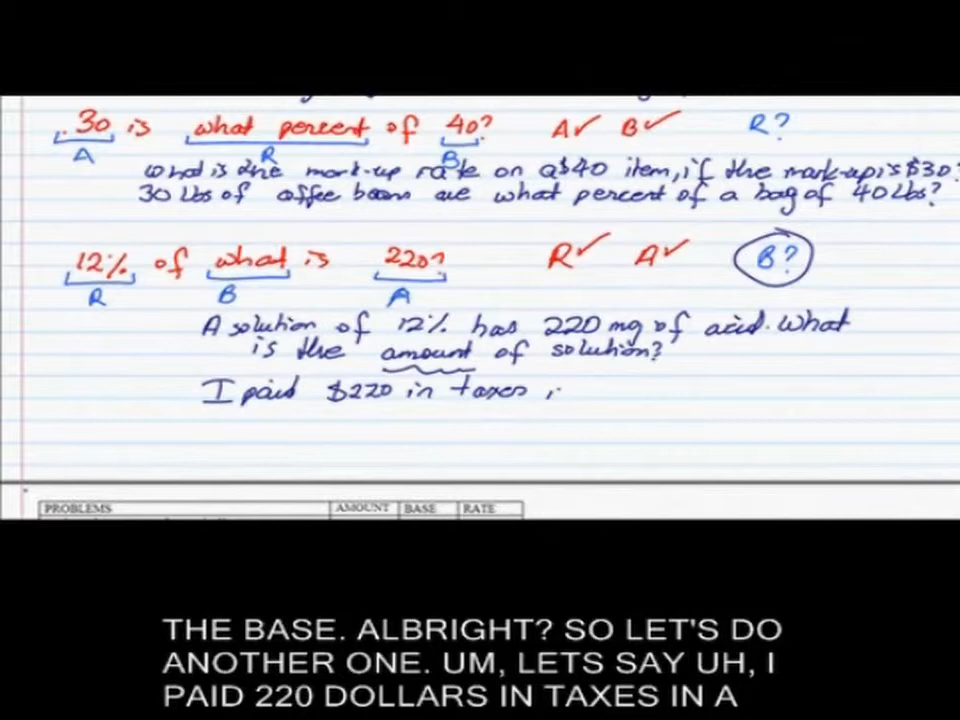 30 is what percent of 40? A✓ B✓ R?
A R B
What is the mark-up rate on a $40 item, if the mark-up is $30?
30 Lbs of coffee beans are what percent of a bag of 40 Lbs?
12% of what is 220? R✓ A✓ B?
R B A
A solution of 12% has 220 mg of acid. What
is the amount of solution?
I paid $220 in taxes ,
PROBLEMS AMOUNT BASE RATE
THE BASE. ALBRIGHT? SO LET'S DO
ANOTHER ONE. UM, LETS SAY UH, I
PAID 220 DOLLARS IN TAXES IN A